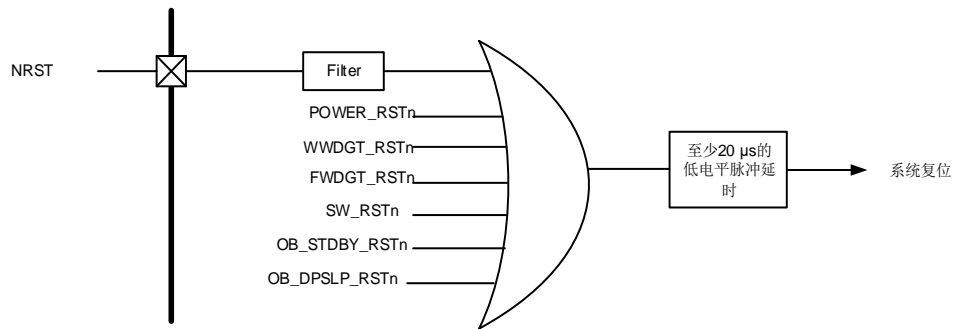 NRST
Filter
POWER_RSTn
WWDGT_RSTn
FWDGT_RSTn
SW_RSTn
OB_STDBY_RSTn
OB_DPSLP_RSTn
至少20 μs的
低电平脉冲延
时
系统复位